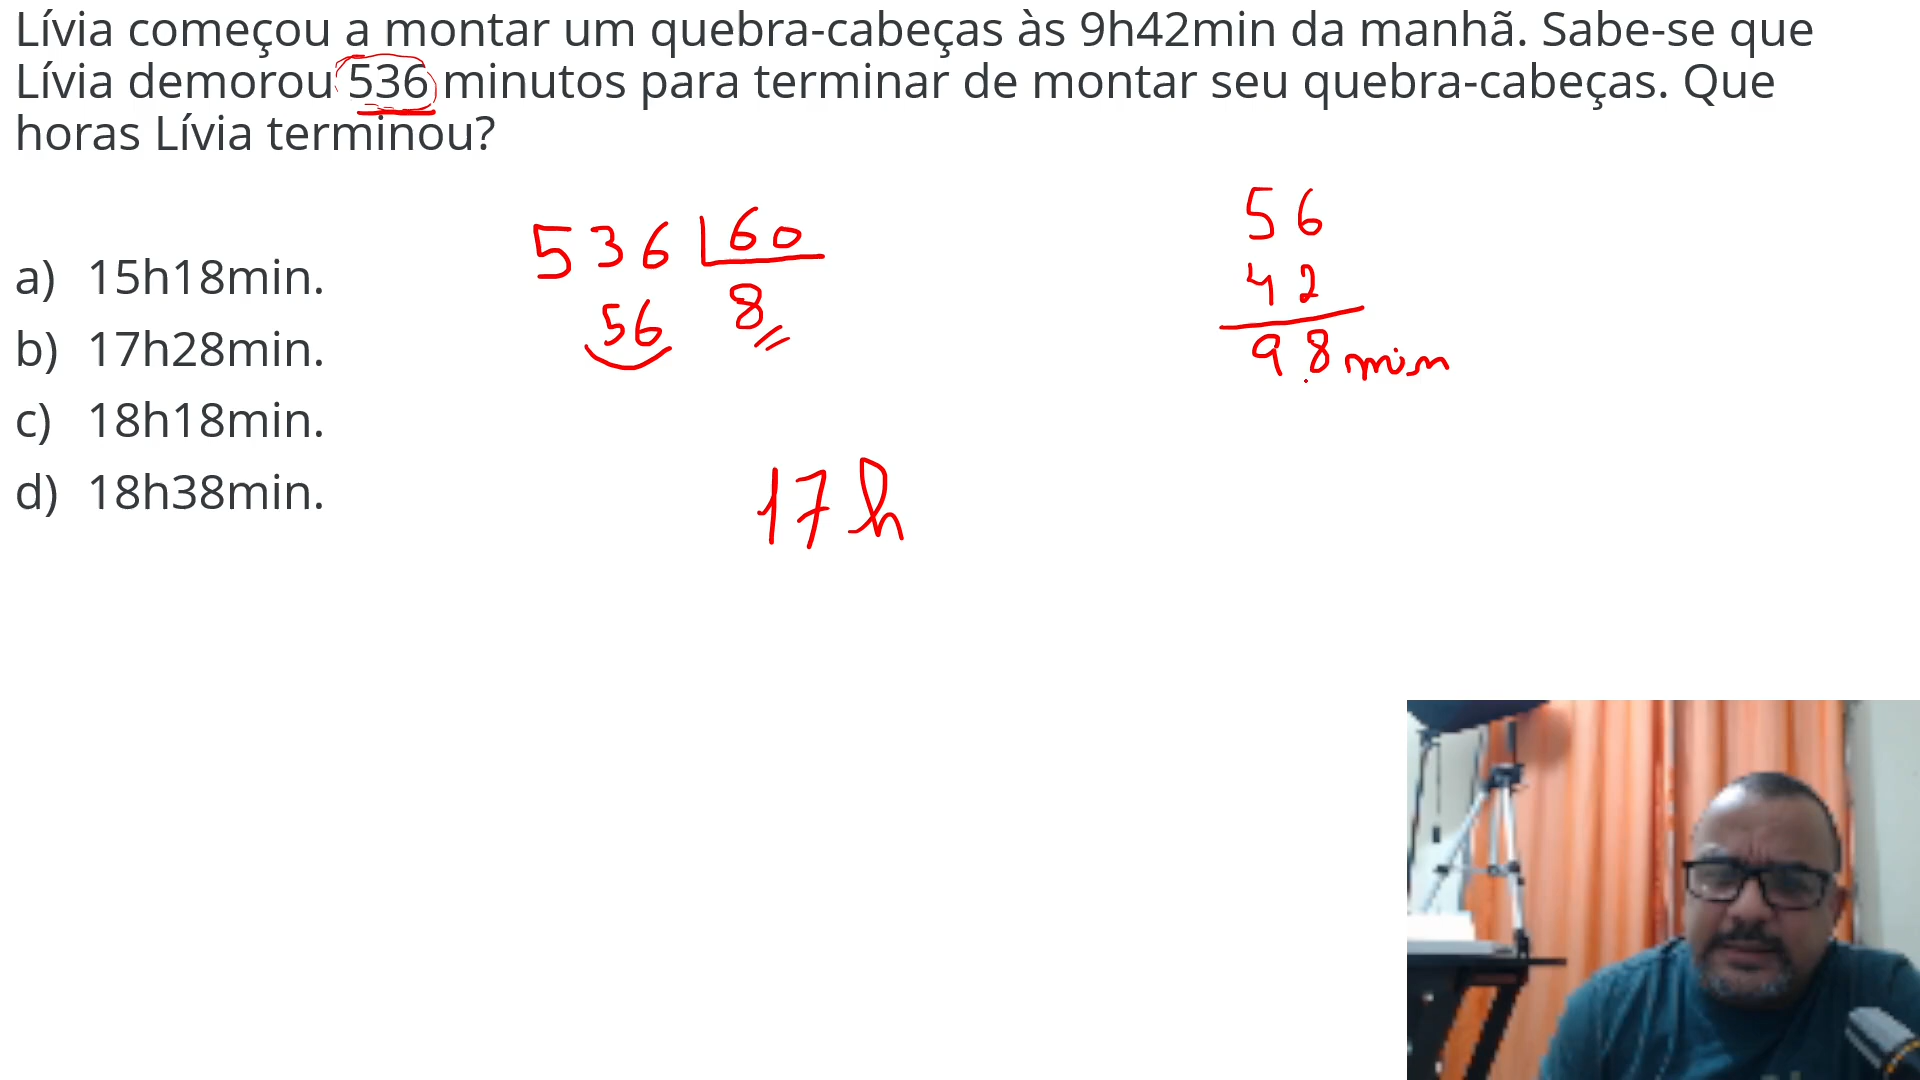 Lívia começou a montar um quebra-cabeças às 9h42min da manhã. Sabe-se que
Lívia demorou 536 minutos para terminar de montar seu quebra-cabeças. Que
horas Lívia terminou?
a) 15h18min.
b) 17h28min.
c) 18h18min.
d) 18h38min.
536 60
56 8
17h
56
42
98 min